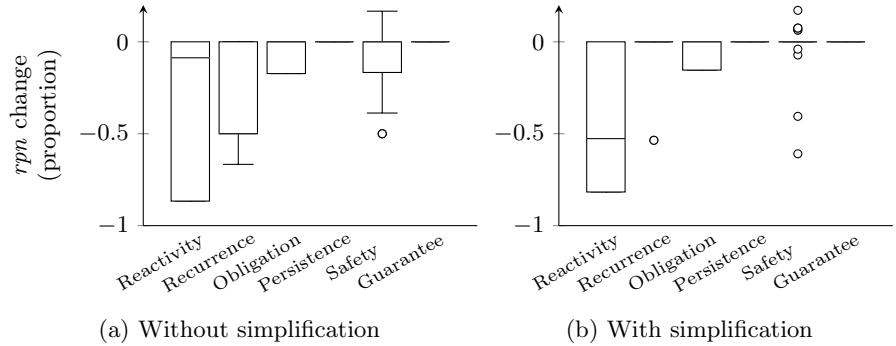 rpn change
(proportion)
0
−0.5
−1
Reactivity
Recurrence
Obligation
Persistence
Safety
Guarantee
(a) Without simplification
0
−0.5
−1
Reactivity
Recurrence
Obligation
Persistence
Safety
Guarantee
(b) With simplification